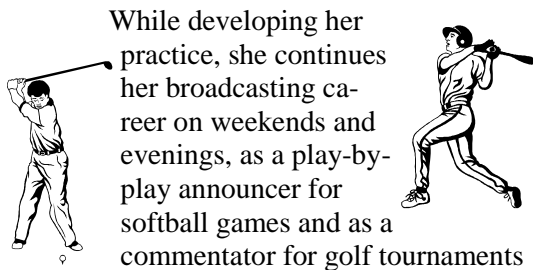 While developing her
practice, she continues
her broadcasting ca-
reer on weekends and
evenings, as a play-by-
play announcer for
softball games and as a
commentator for golf tournaments